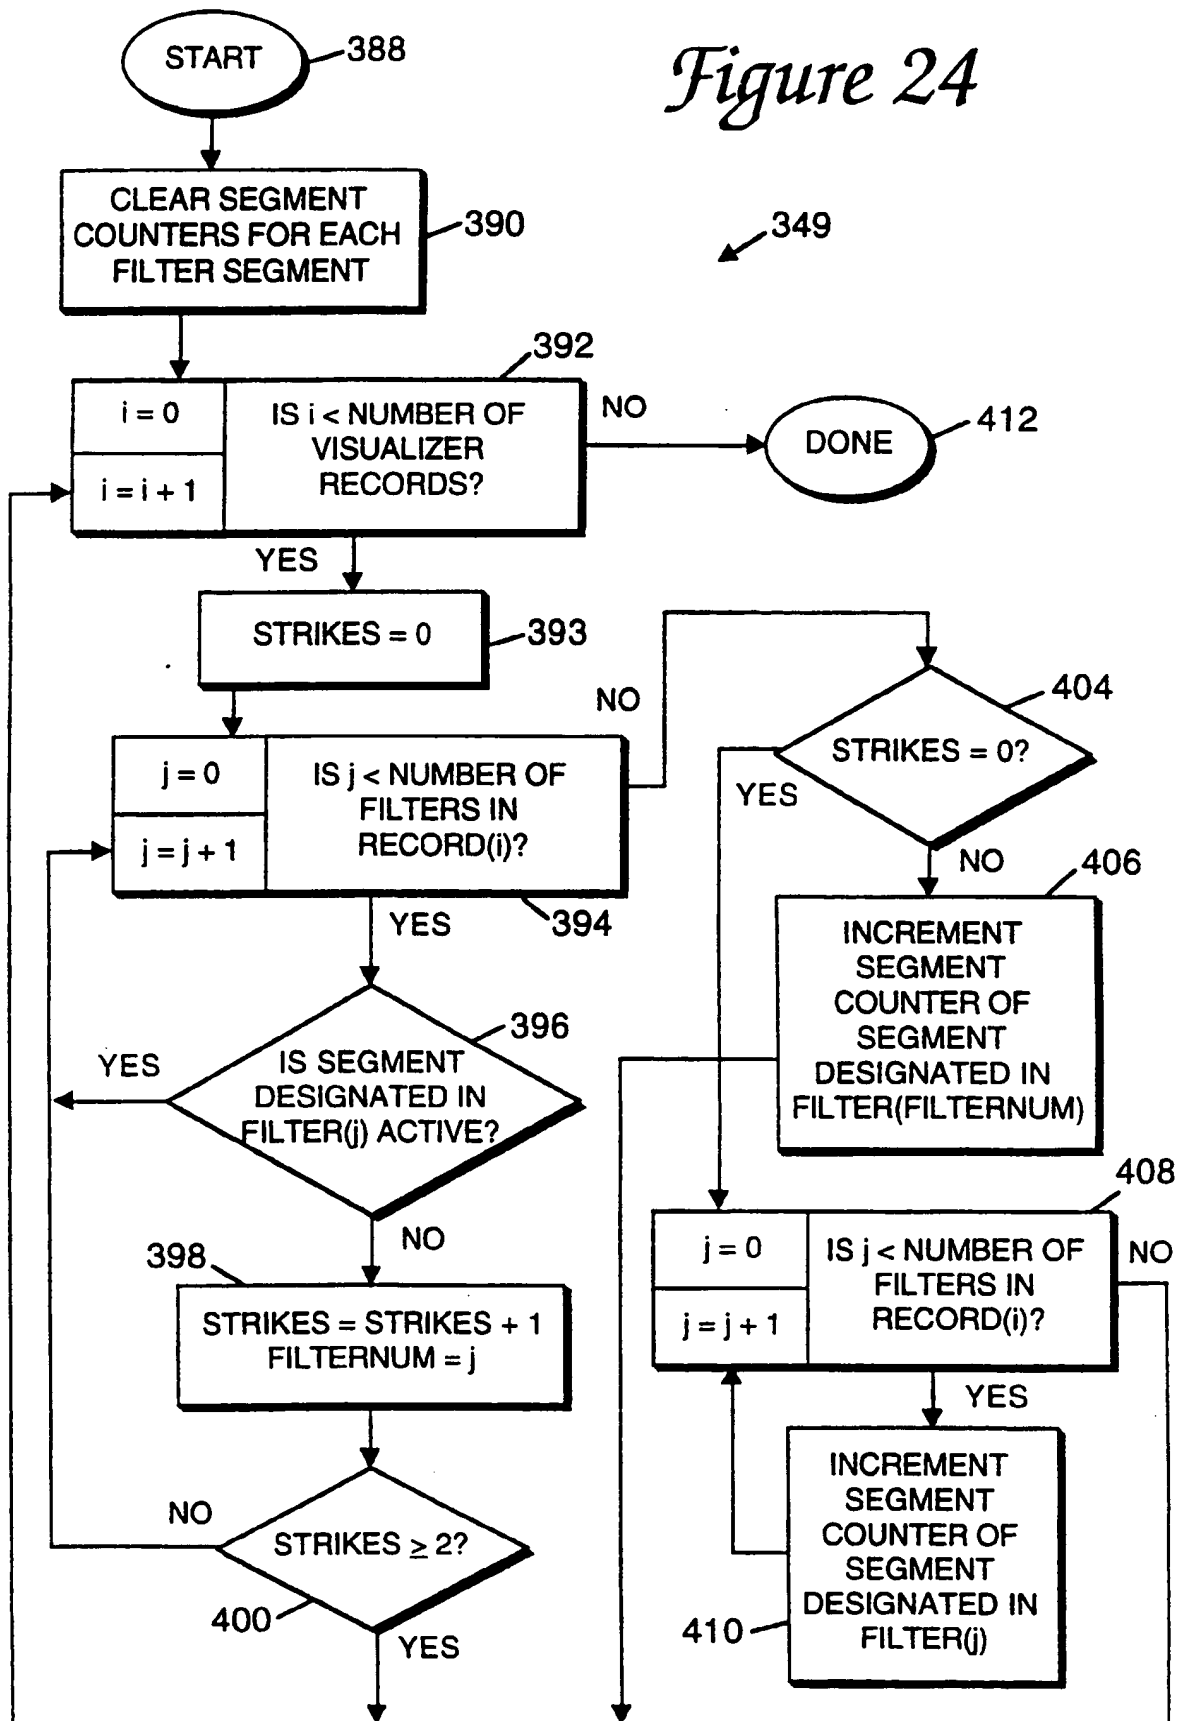 START
388
Figure 24
CLEAR SEGMENT
COUNTERS FOR EACH
FILTER SEGMENT
390
349
392
i = 0
i = i + 1
IS i < NUMBER OF
VISUALIZER
RECORDS?
NO
DONE
412
YES
STRIKES = 0
393
NO
404
STRIKES = 0?
YES
NO
j = 0
j = j + 1
IS j < NUMBER OF
FILTERS IN
RECORD(i)?
394
YES
406
INCREMENT
SEGMENT
COUNTER OF
SEGMENT
DESIGNATED IN
FILTER(FILTERNUM)
396
YES
IS SEGMENT
DESIGNATED IN
FILTER(j) ACTIVE?
NO
398
STRIKES = STRIKES + 1
FILTERNUM = j
408
j = 0
j = j + 1
IS j < NUMBER OF
FILTERS IN
RECORD(i)?
NO
YES
NO
STRIKES ≥ 2?
400
YES
INCREMENT
SEGMENT
COUNTER OF
SEGMENT
DESIGNATED IN
FILTER(j)
410